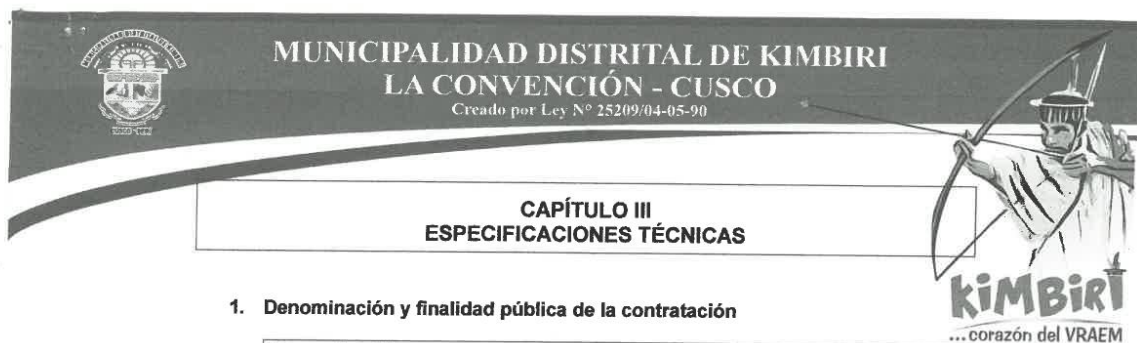 MUNICIPALIDAD DISTRITAL DE KIMBIRI
LA CONVENCIÓN - CUSCO
Creado por Ley Nº 25209/04-05-90
CAPÍTULO III
ESPECIFICACIONES TÉCNICAS
1. Denominación y finalidad pública de la contratación
KiMBiRi
...corazón del VRAEM